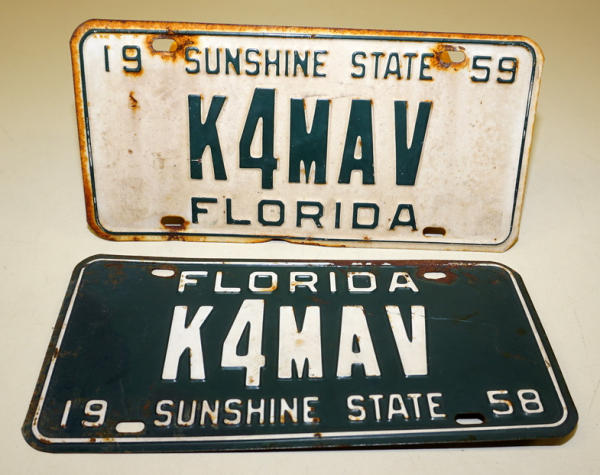 19 SUNSHINE STATE 59
K4MAV
FLORIDA
FLORIDA
K4MAV
19 SUNSHINE STATE 58